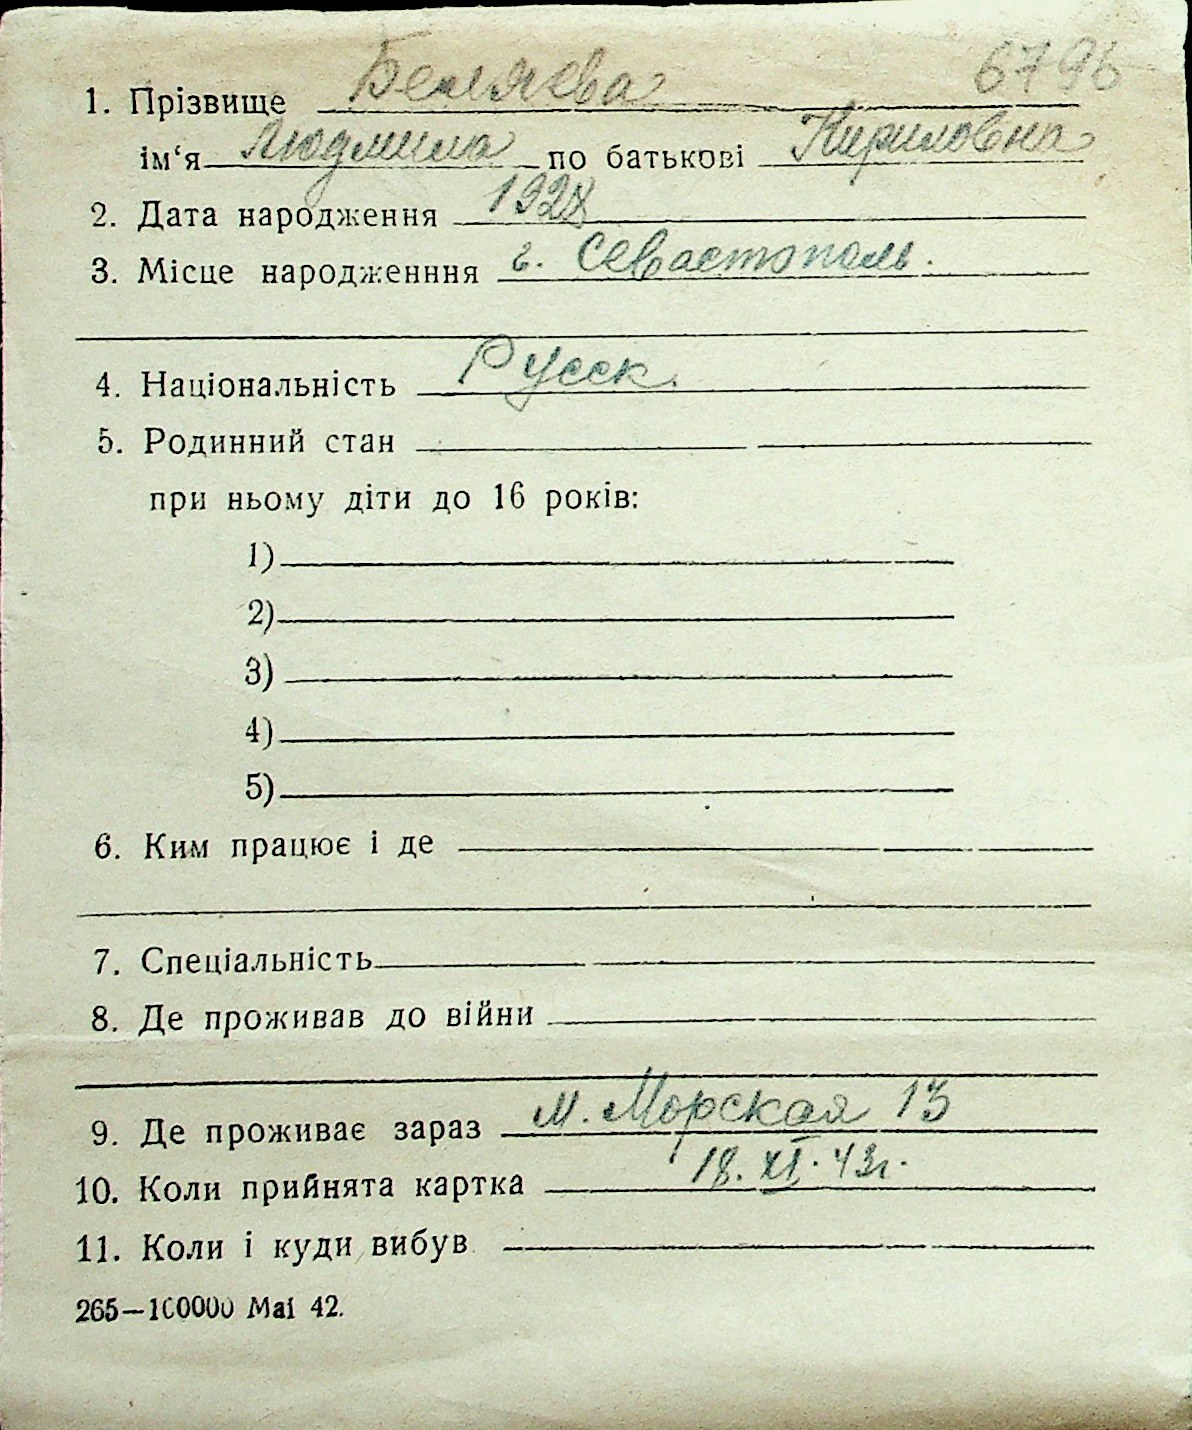 6796
1. Прізвище Беляева
ім‘я Людмила по батькові Кириловна
2. Дата народження 1928
3. Місце народженння г. Севастополь.
4. Національність Русск.
5. Родинний стан
при ньому діти до 16 років:
1)
2)
3)
4)
5)
6. Ким працює і де
7. Спеціальність
8. Де проживав до війни
9. Де проживає зараз М. Морская 13
10. Коли прийнята картка 18. XI. 43г.
11. Коли і куди вибув
265—100000 Mai 42.